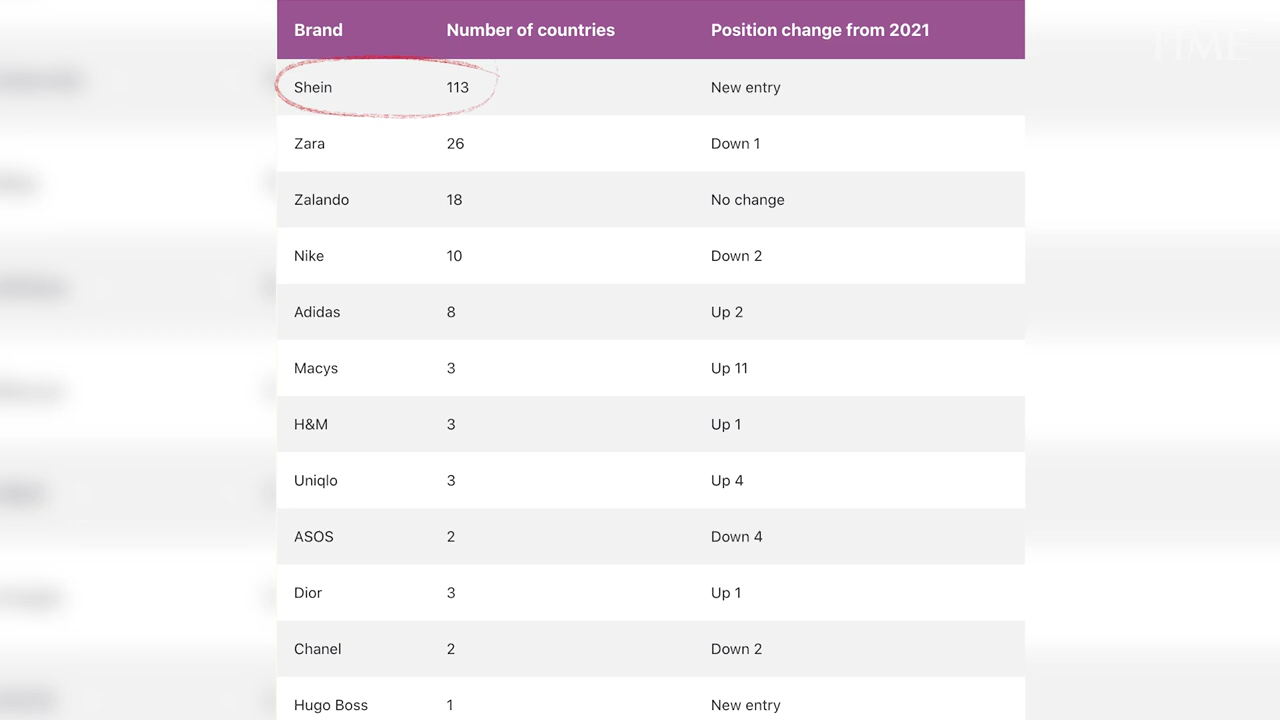 Brand Number of countries Position change from 2021
TIME
Shein 113 New entry
Zara 26 Down 1
Zalando 18 No change
Nike 10 Down 2
Adidas 8 Up 2
Macys 3 Up 11
H&M 3 Up 1
Uniqlo 3 Up 4
ASOS 2 Down 4
Dior 3 Up 1
Chanel 2 Down 2
Hugo Boss 1 New entry